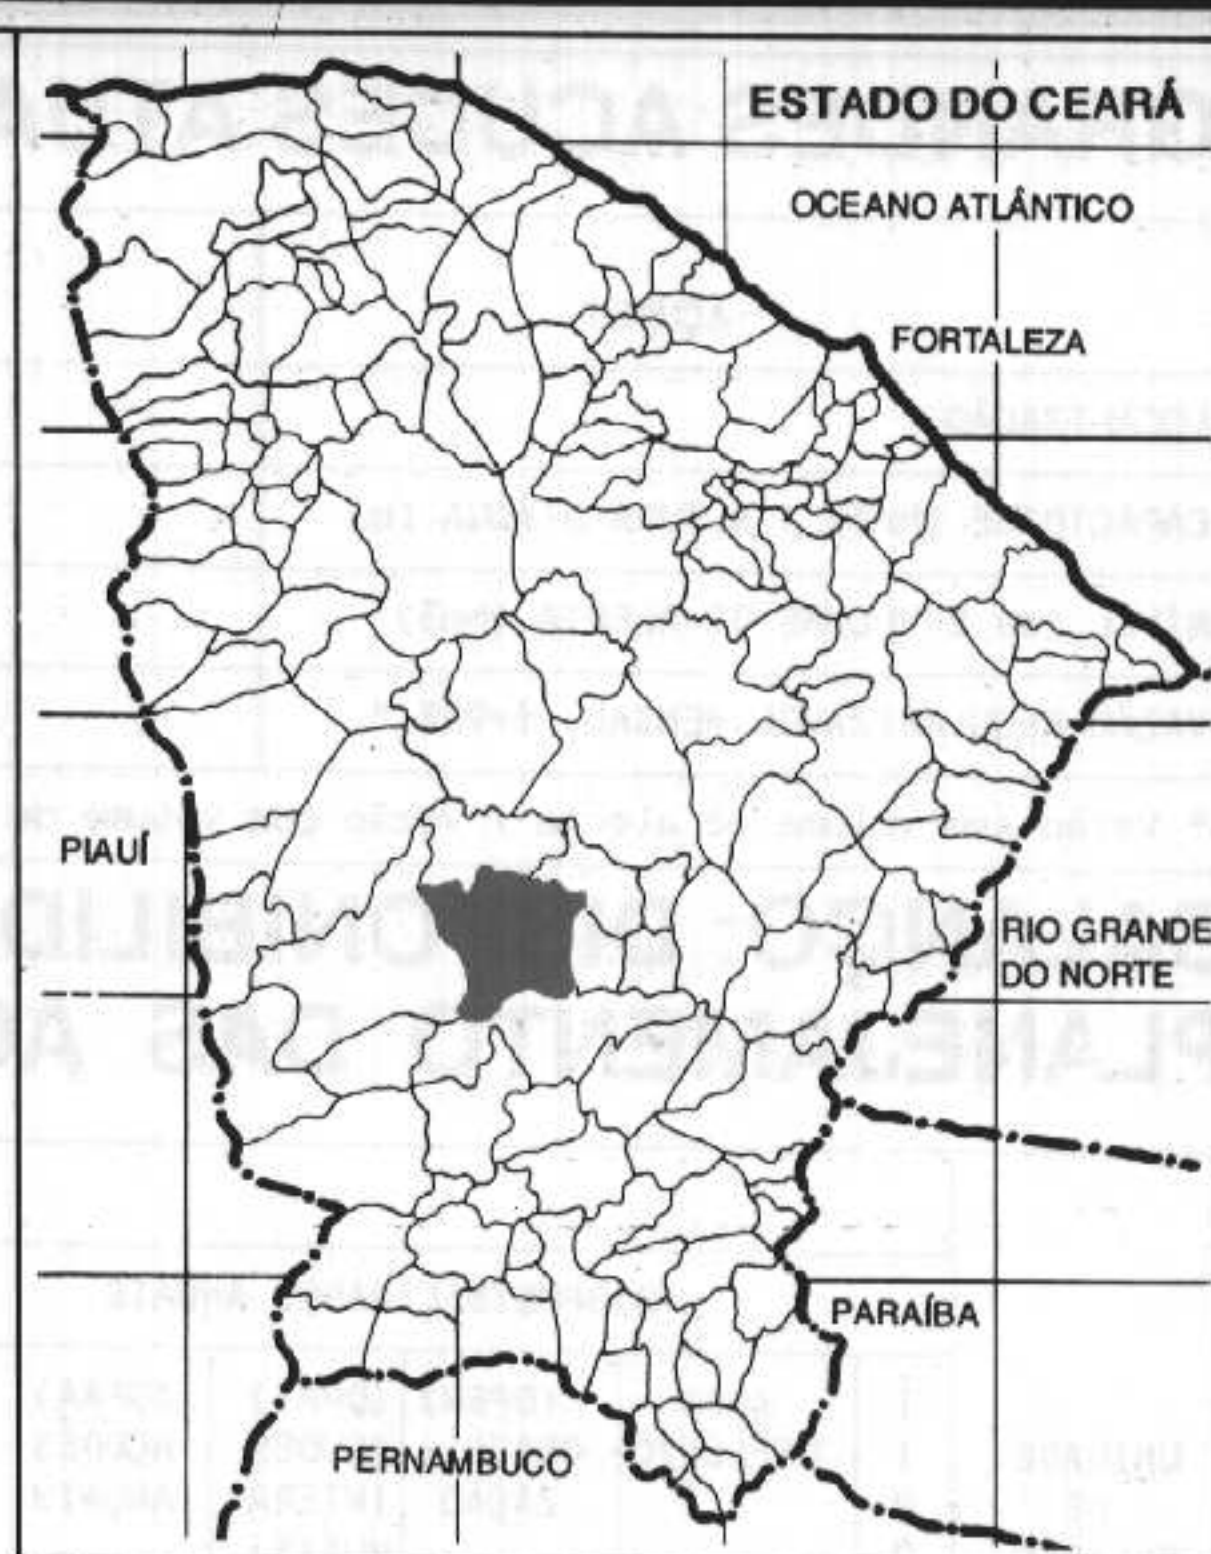 ESTADO DO CEARÁ
OCEANO ATLÂNTICO
FORTALEZA
PIAUÍ
RIO GRANDE
DO NORTE
PARAÍBA
PERNAMBUCO